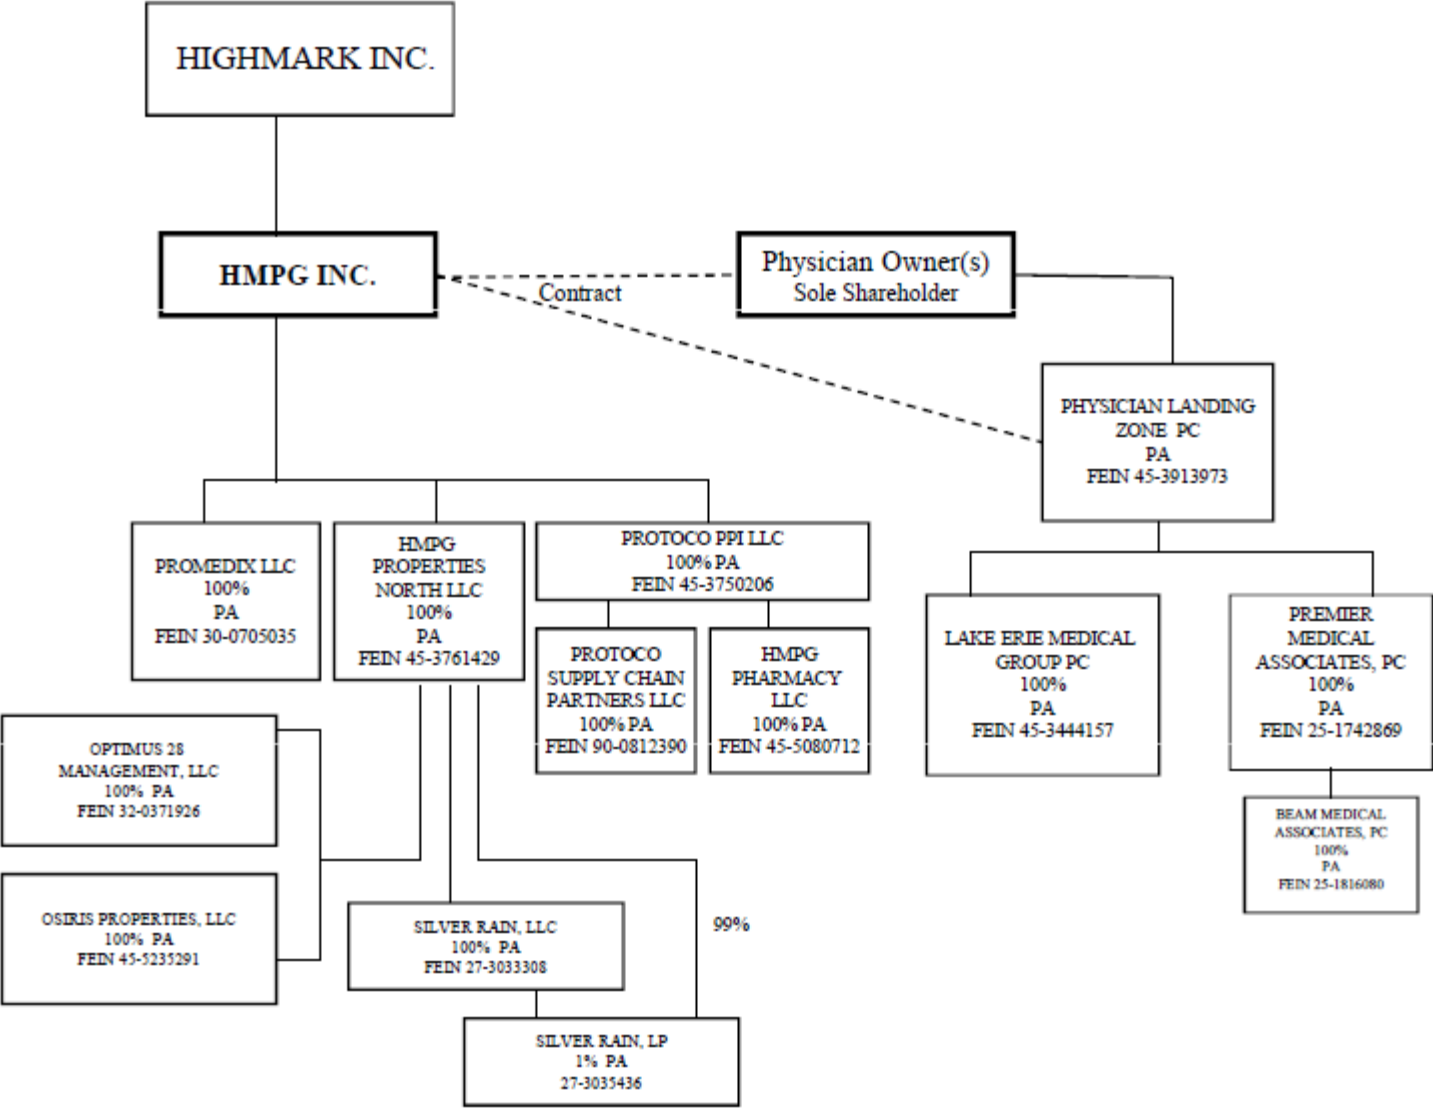 HIGHMARK INC.
HMPG INC.
Contract
Physician Owner(s)
Sole Shareholder
PHYSICIAN LANDING
ZONE PC
PA
FEIN 45-3913973
PROMEDIX LLC
100%
PA
FEIN 30-0705035
HMPG
PROPERTIES
NORTH LLC
100%
PA
FEIN 45-3761429
PROTOCO PPI LLC
100% PA
FEIN 45-3750206
PROTOCO
SUPPLY CHAIN
PARTNERS LLC
100% PA
FEIN 90-0812390
HMPG
PHARMACY
LLC
100% PA
FEIN 45-5080712
LAKE ERIE MEDICAL
GROUP PC
100%
PA
FEIN 45-3444157
PREMIER
MEDICAL
ASSOCIATES, PC
100%
PA
FEIN 25-1742869
OPTIMUS 28
MANAGEMENT, LLC
100% PA
FEIN 32-0371926
BEAM MEDICAL
ASSOCIATES, PC
100%
PA
FEIN 25-1816080
OSIRIS PROPERTIES, LLC
100% PA
FEIN 45-5235291
SILVER RAIN, LLC
100% PA
FEIN 27-3033308
99%
SILVER RAIN, LP
1% PA
27-3035436